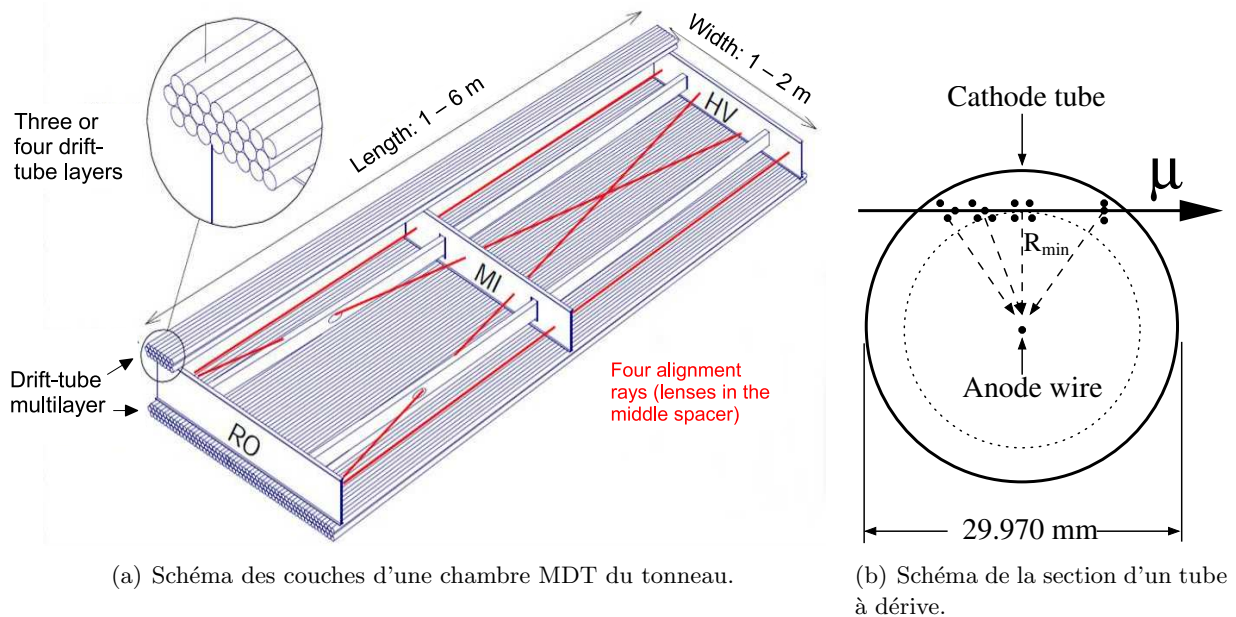 Three or
four drift-
tube layers
Length: 1 – 6 m
Width: 1 – 2 m
HV
MI
RO
Drift-tube
multilayer
Four alignment
rays (lenses in the
middle spacer)
(a) Schéma des couches d'une chambre MDT du tonneau.
Cathode tube
μ
Rmin
Anode wire
29.970 mm
(b) Schéma de la section d'un tube
à dérive.